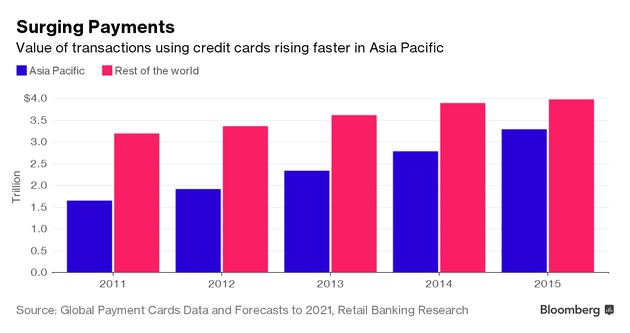 Surging Payments
Value of transactions using credit cards rising faster in Asia Pacific
Asia Pacific Rest of the world
$4.0
3.5
3.0
2.5
2.0
1.5
1.0
0.5
0.0
Trillion
2011 2012 2013 2014 2015
Source: Global Payment Cards Data and Forecasts to 2021, Retail Banking Research
Bloomberg